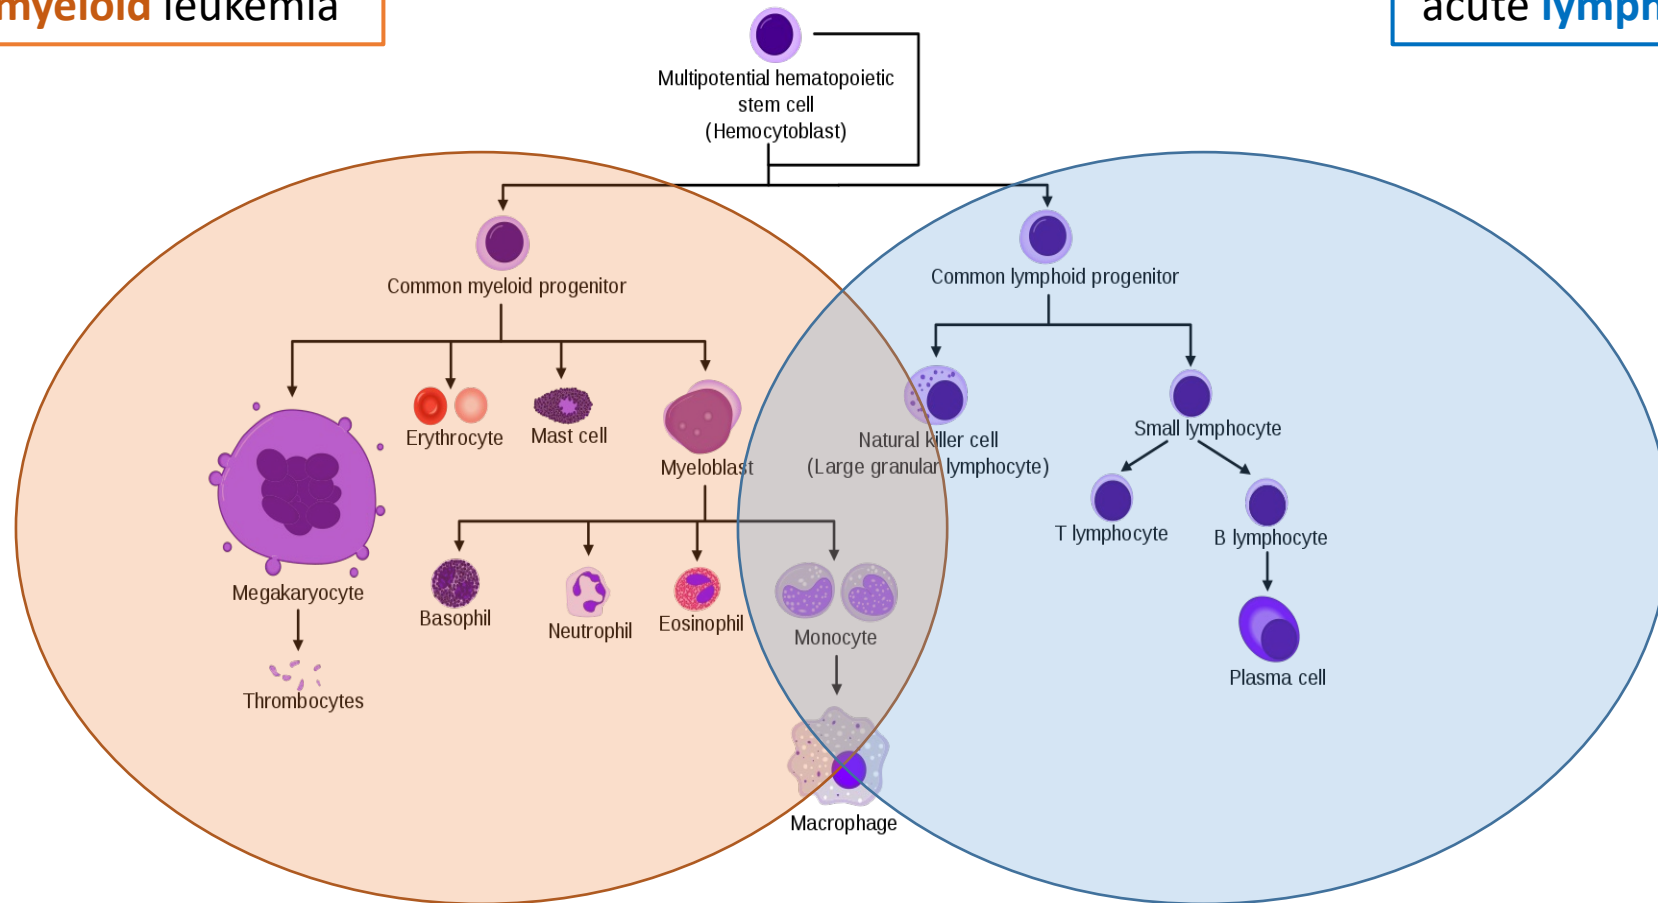 myeloid leukemia
acute lymph
Multipotential hematopoietic
stem cell
(Hemocytoblast)
Common myeloid progenitor
Common lymphoid progenitor
Erythrocyte
Mast cell
Myeloblast
Natural killer cell
(Large granular lymphocyte)
Small lymphocyte
T lymphocyte
B lymphocyte
Megakaryocyte
Basophil
Neutrophil
Eosinophil
Monocyte
Plasma cell
Thrombocytes
Macrophage